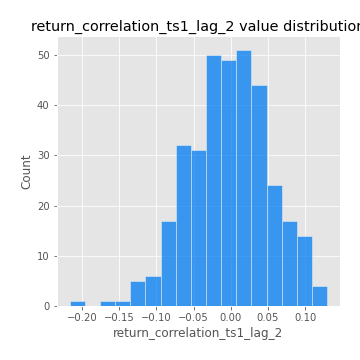 return_correlation_ts1_lag_2 value distribution
50
40
30
20
10
0
Count
−0.20 −0.15 −0.10 −0.05 0.00 0.05 0.10
return_correlation_ts1_lag_2